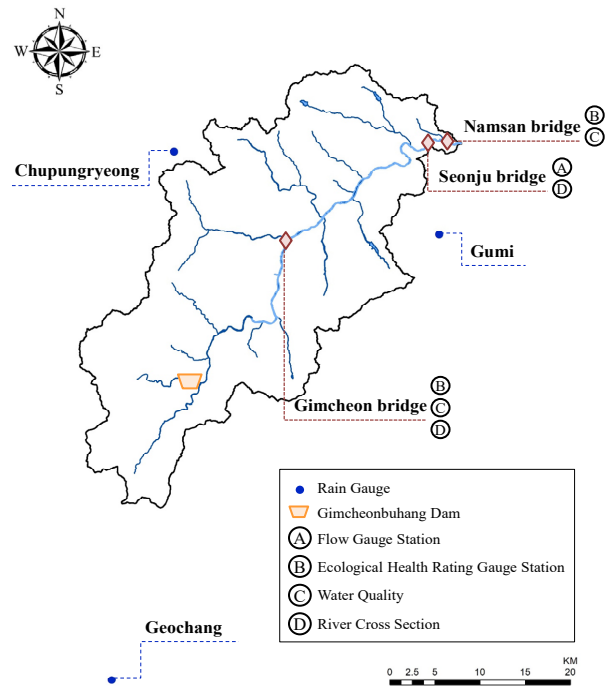 N
W E
S
Namsan bridge B
C
Chupungryeong
Seonju bridge A
D
Gumi
Gimcheon bridge B
C
D
Rain Gauge
Gimcheonbuhang Dam
A Flow Gauge Station
B Ecological Health Rating Gauge Station
C Water Quality
D River Cross Section
Geochang
KM
0 2.5 5 10 15 20